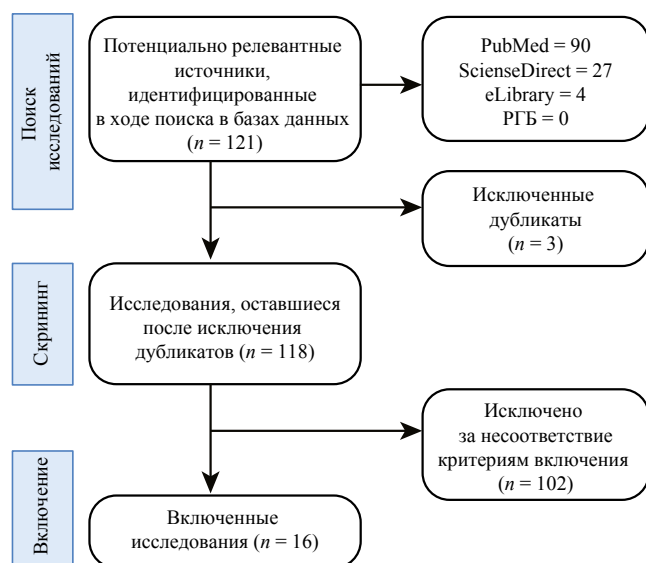 Поиск
исследований
Потенциально релевантные
источники,
идентифицированные
в ходе поиска в базах данных
(n = 121)
PubMed = 90
ScienseDirect = 27
eLibrary = 4
РГБ = 0
Исключенные
дубликаты
(n = 3)
Скрининг
Исследования, оставшиеся
после исключения
дубликатов (n = 118)
Исключено
за несоответствие
критериям включения
(n = 102)
Включение
Включенные
исследования (n = 16)